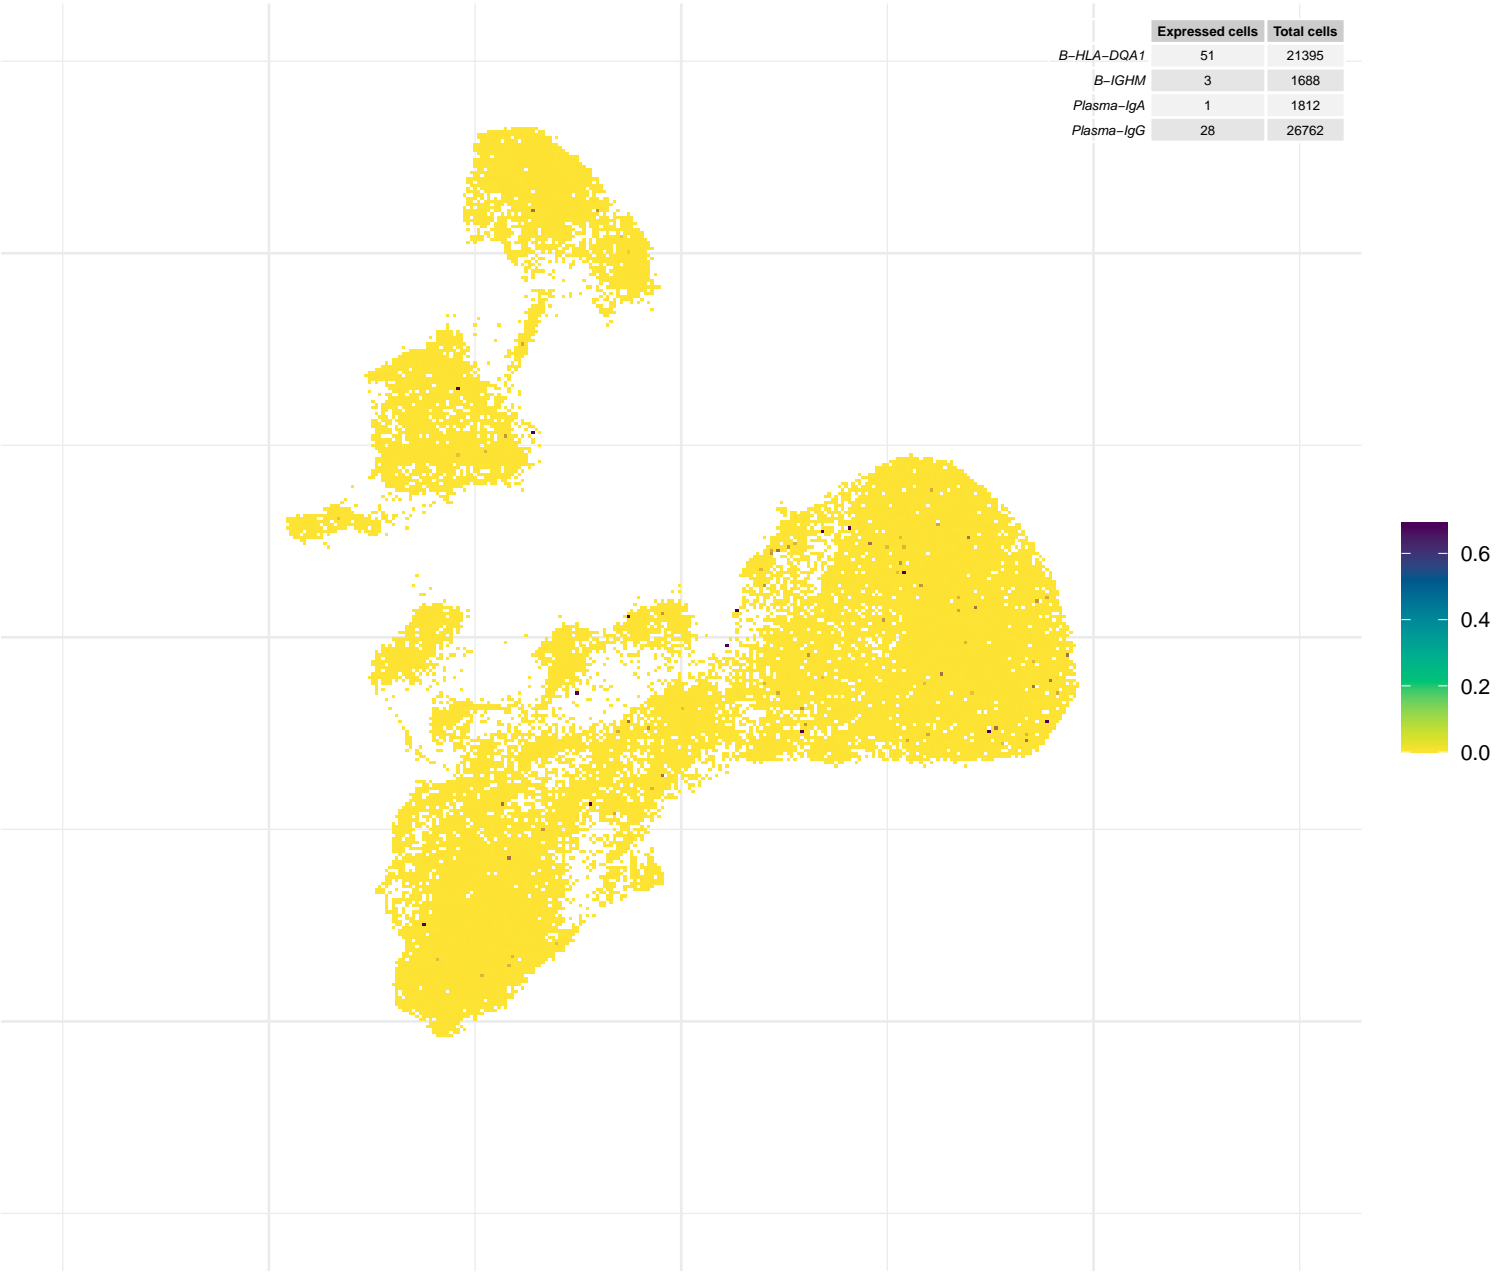 Expressed cells Total cells
B−HLA−DQA1 51 21395
B−IGHM 3 1688
Plasma−IgA 1 1812
Plasma−IgG 28 26762
0.6
0.4
0.2
0.0